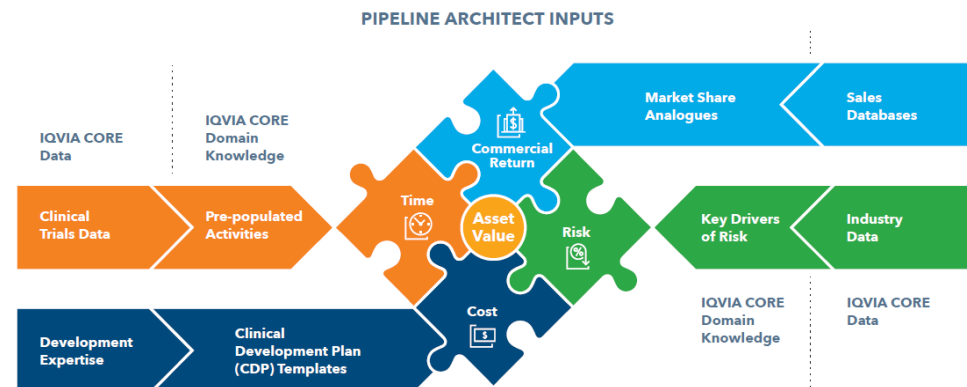 PIPELINE ARCHITECT INPUTS
IQVIA CORE
Data
IQVIA CORE
Domain
Knowledge
Clinical
Trials Data
Pre-populated
Activities
Development
Expertise
Clinical
Development Plan
(CDP) Templates
Time
$
Commercial
Return
Asset
Value
Risk
%
Cost
$
Market Share
Analogues
Sales
Databases
Key Drivers
of Risk
Industry
Data
IQVIA CORE
Domain
Knowledge
IQVIA CORE
Data